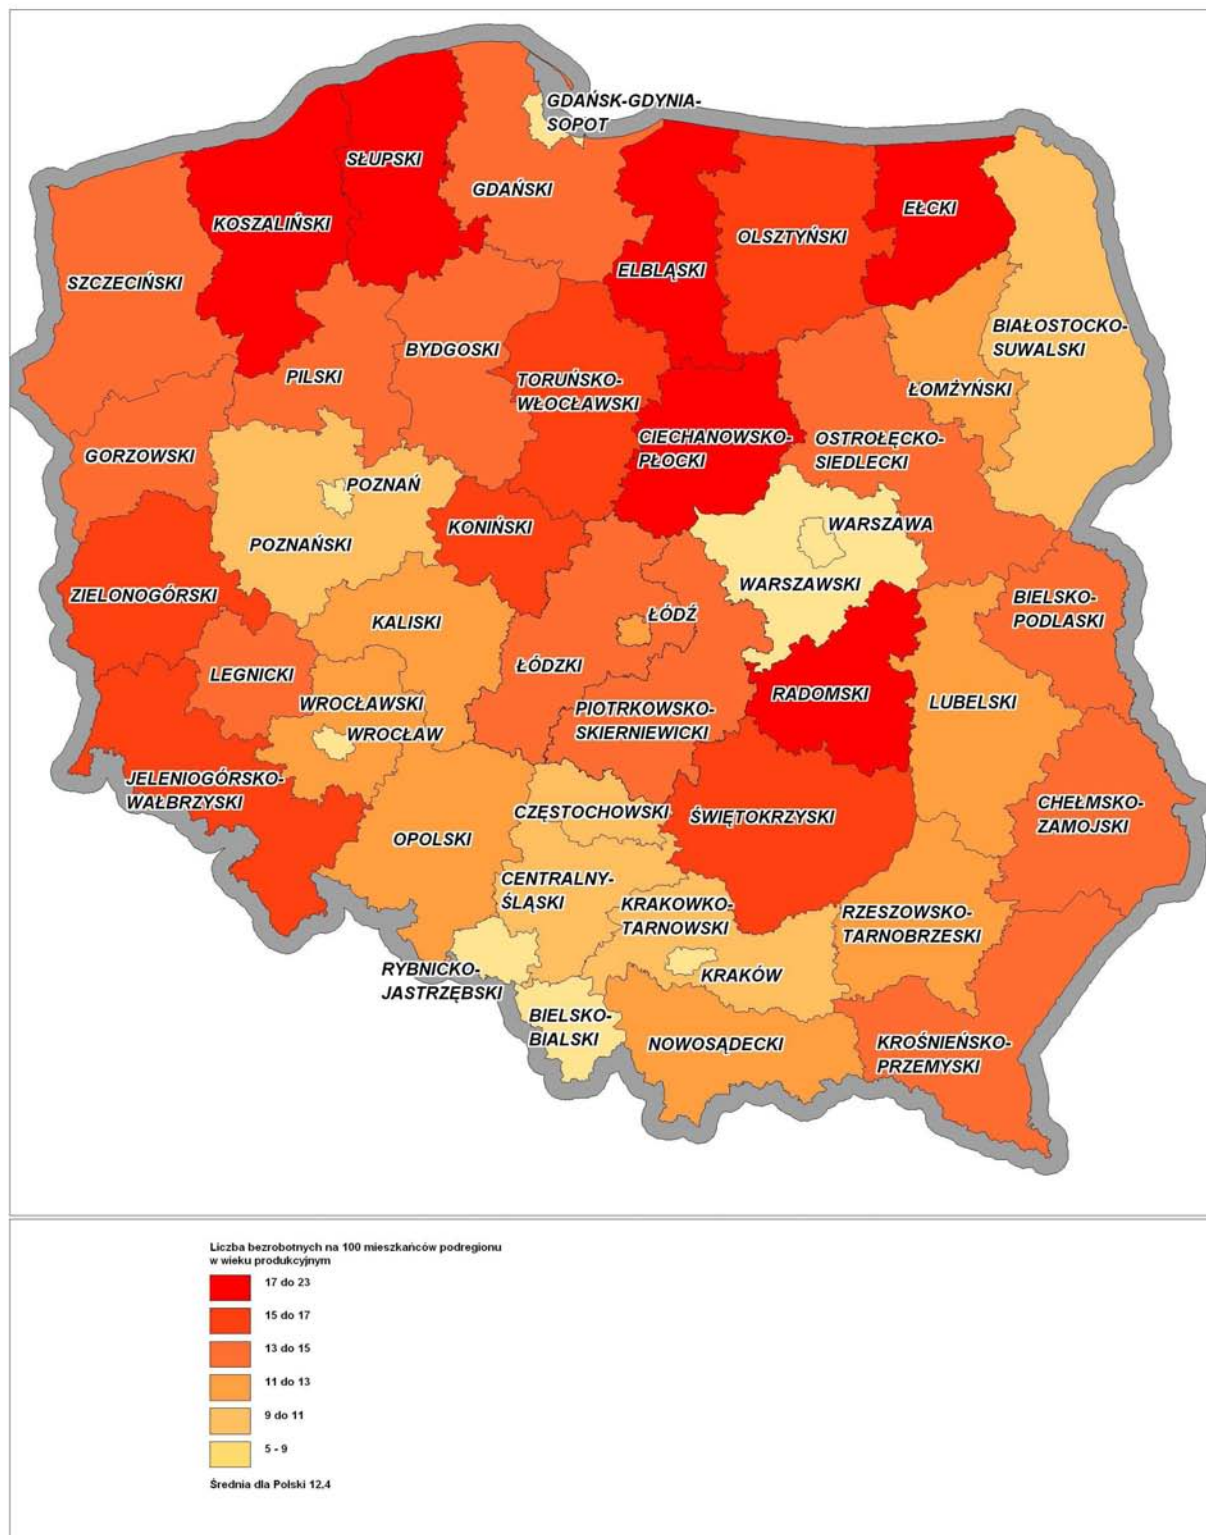 GDAŃSK-GDYNIA-
SOPOT
SŁUPSKI
GDAŃSKI
KOSZALIŃSKI
EŁCKI
OLSZTYŃSKI
ELBLĄSKI
SZCZECIŃSKI
BIAŁOSTOCKO-
SUWALSKI
BYDGOSKI
PILSKI
TORUŃSKO-
WŁOCŁAWSKI
ŁOMŻYŃSKI
CIECHANOWSKO-
PŁOCKI
OSTROŁĘCKO-
SIEDLECKI
GORZOWSKI
POZNAŃ
KONIŃSKI
WARSZAWA
POZNAŃSKI
WARSZAWSKI
ZIELONOGÓRSKI
BIELSKO-
PODLASKI
KALISKI
ŁÓDŹ
ŁÓDZKI
LEGNICKI
RADOMSKI
LUBELSKI
WROCŁAWSKI
PIOTRKOWSKO-
SKIERNIEWICKI
WROCŁAW
JELENIOGÓRSKO-
WAŁBRZYSKI
CHEŁMSKO-
ZAMOJSKI
CZĘSTOCHOWSKI
ŚWIĘTOKRZYSKI
OPOLSKI
CENTRALNY-
ŚLĄSKI
KRAKOWKO-
TARNOWSKI
RZESZOWSKO-
TARNOBRZESKI
RYBNICKO-
JASTRZĘBSKI
KRAKÓW
BIELSKO-
BIALSKI
NOWOSĄDECKI
KROŚNIEŃSKO-
PRZEMYSKI
Liczba bezrobotnych na 100 mieszkańców podregionu
w wieku produkcyjnym
17 do 23
15 do 17
13 do 15
11 do 13
9 do 11
5 - 9
Średnia dla Polski 12,4